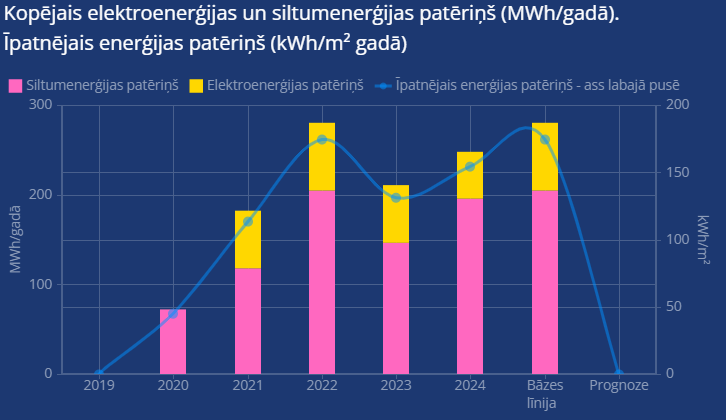 Kopējais elektroenerģijas un siltumenerģijas patēriņš (MWh/gadā).
Īpatnējais enerģijas patēriņš (kWh/m² gadā)
Siltumenerģijas patēriņš Elektroenerģijas patēriņš Īpatnējais enerģijas patēriņš - ass labajā pusē
300 200
150
200
MWh/gadā
kWh/m²
100
100
50
0 0
2019 2020 2021 2022 2023 2024 Bāzes Prognoze
līnija